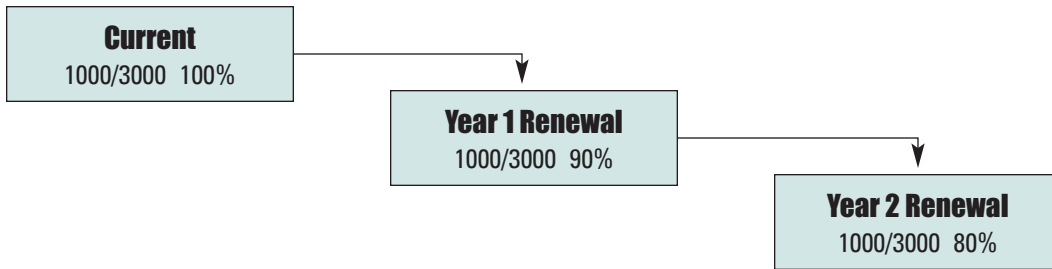 Current
1000/3000 100%
Year 1 Renewal
1000/3000 90%
Year 2 Renewal
1000/3000 80%